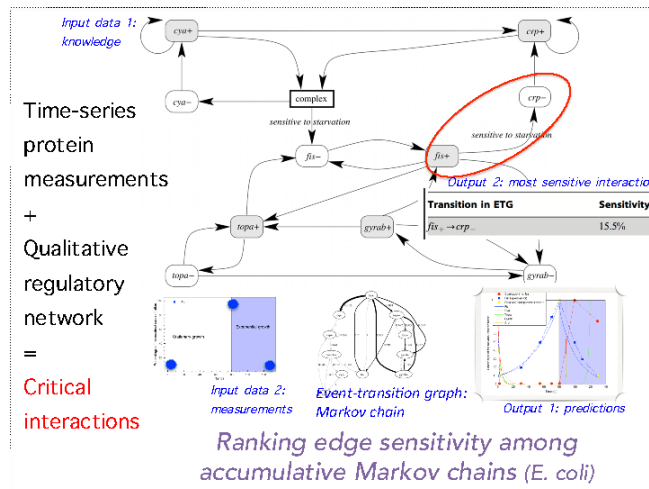 Input data 1:
knowledge
cya+
crp+
cya−
complex
crp−
sensitive to starvation
sensitive to starvation
fis−
fis+
Output 2: most sensitive interaction
Transition in ETG
Sensitivity
fis+ →crp−
15.5%
topa+
gyrab+
topa−
gyrab−
Time-series
protein
measurements
+
Qualitative
regulatory
network
=
Critical
interactions
Exponential growth
Input data 2:
measurements
Event-transition graph:
Markov chain
Output 1: predictions
Ranking edge sensitivity among
accumulative Markov chains (E. coli)